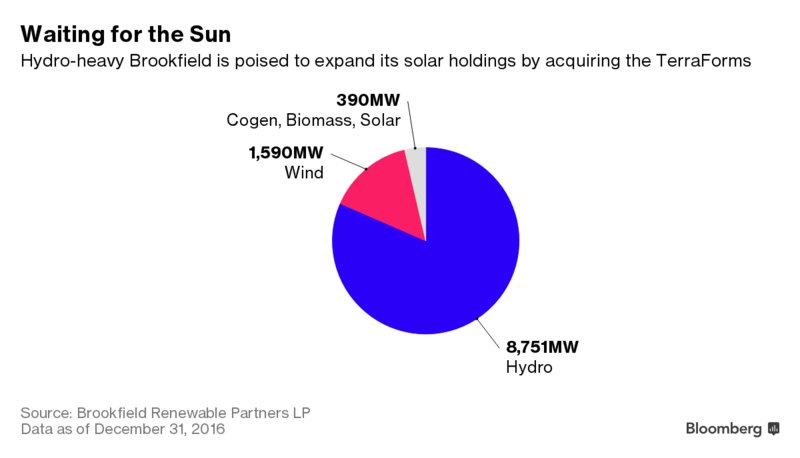 Waiting for the Sun
Hydro-heavy Brookfield is poised to expand its solar holdings by acquiring the TerraForms
390MW
Cogen, Biomass, Solar
1,590MW
Wind
8,751MW
Hydro
Source: Brookfield Renewable Partners LP
Data as of December 31, 2016
Bloomberg